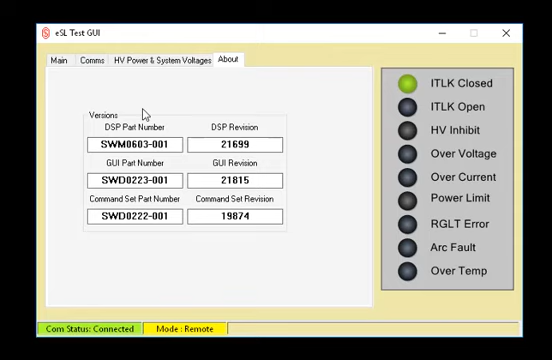 eSL Test GUI
Main Comms HV Power & System Voltages About
Versions
DSP Part Number DSP Revision
SWM0603-001 21699
GUI Part Number GUI Revision
SWD0223-001 21815
Command Set Part Number Command Set Revision
SWD0222-001 19874
ITLK Closed
ITLK Open
HV Inhibit
Over Voltage
Over Current
Power Limit
RGLT Error
Arc Fault
Over Temp
Com Status: Connected Mode : Remote